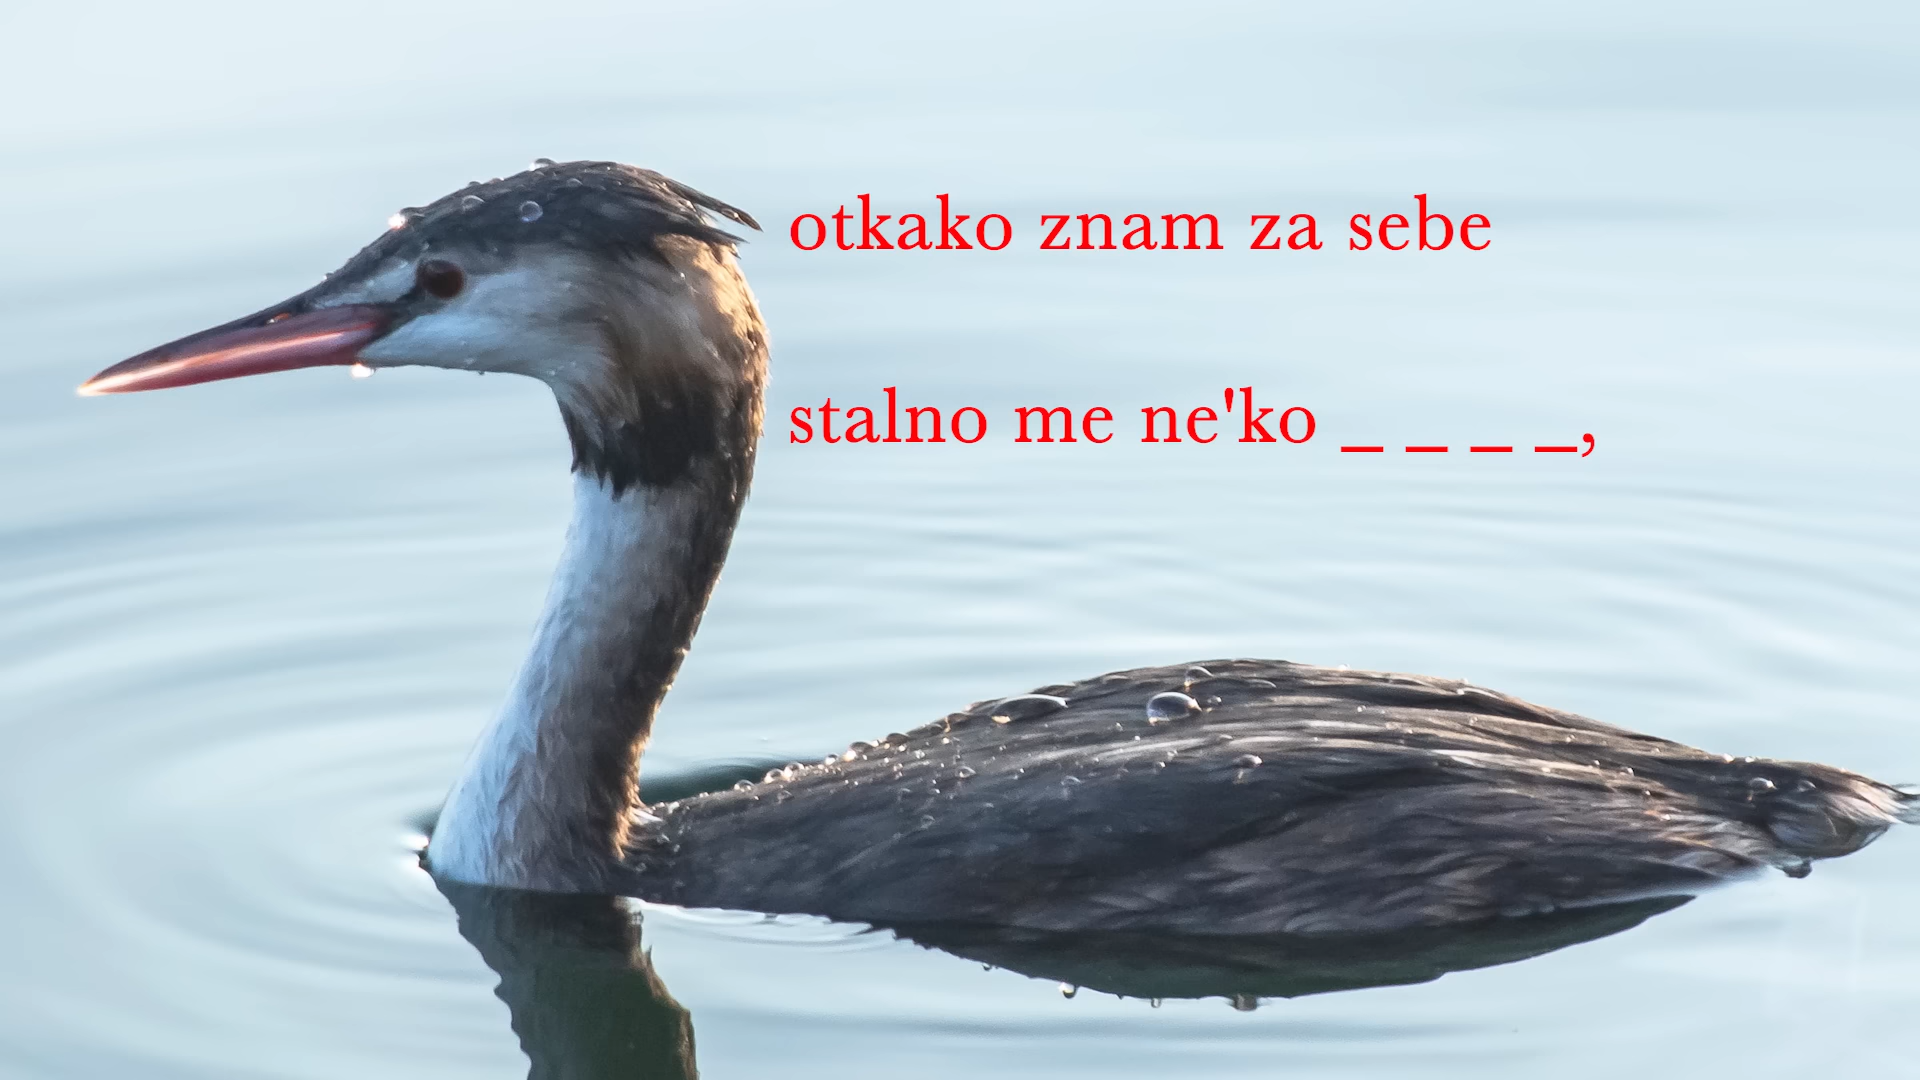 otkako znam za sebe
stalno me ne'ko _ _ _ _,